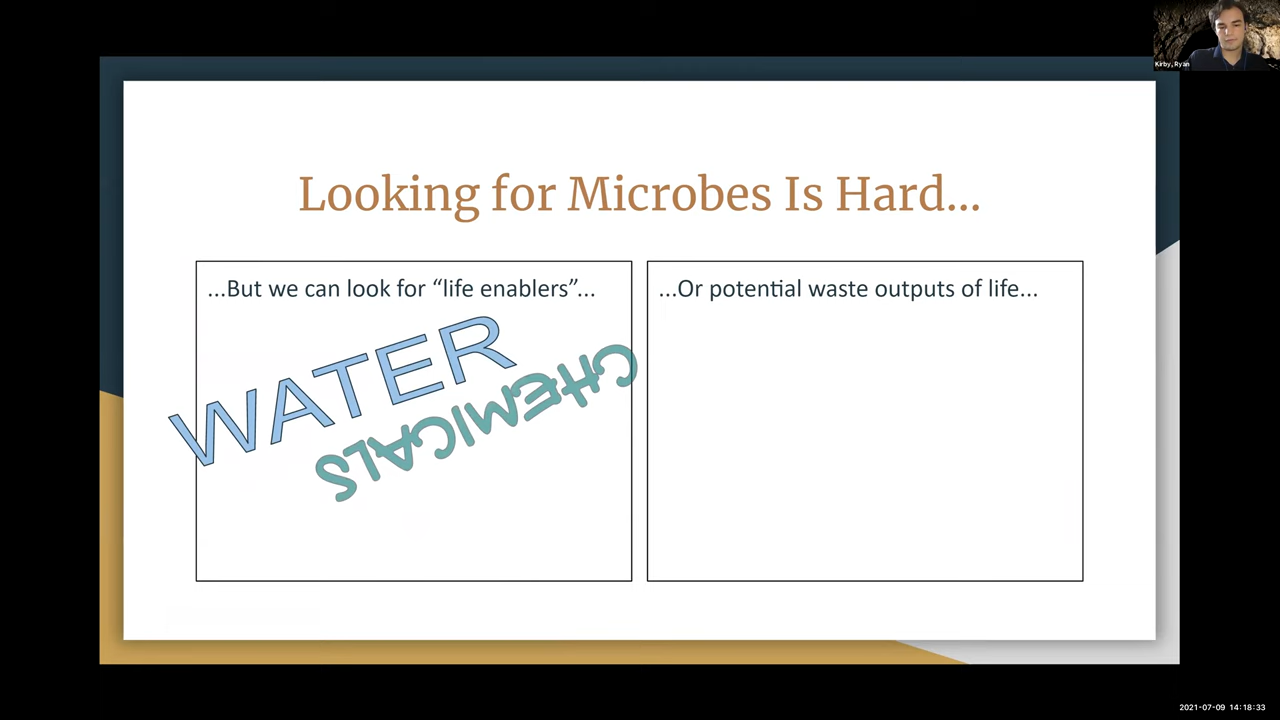 Kirby, Ryan
Looking for Microbes Is Hard...
...But we can look for “life enablers”...
WATER
CHEMICALS
...Or potential waste outputs of life...
2021-07-09 14:18:33